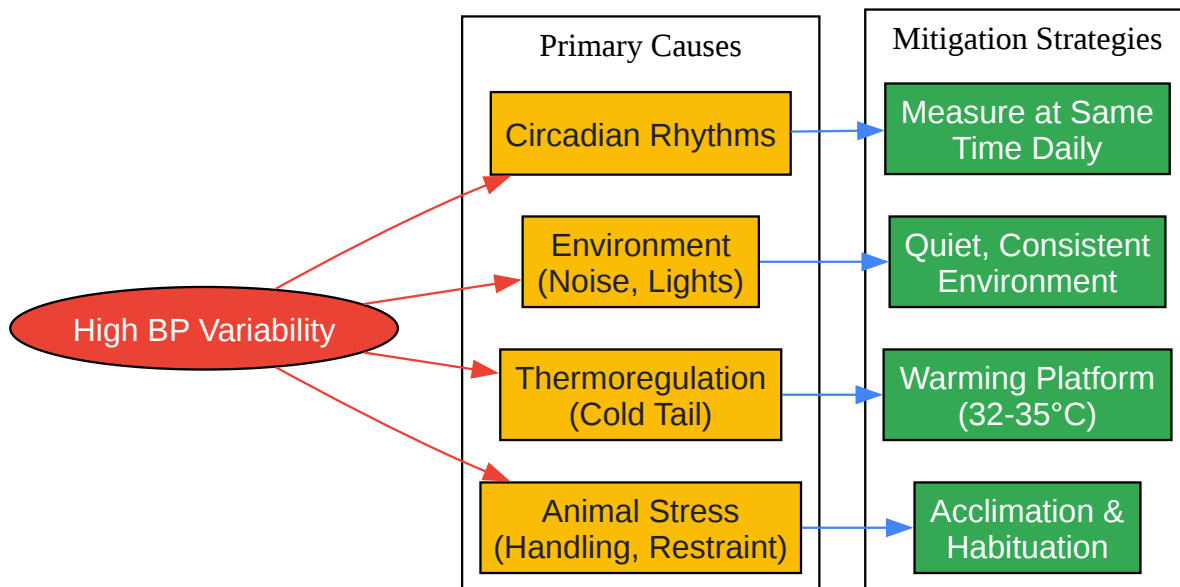 Primary Causes
Mitigation Strategies
Circadian Rhythms
Measure at Same
Time Daily
Environment
(Noise, Lights)
Quiet, Consistent
Environment
High BP Variability
Thermoregulation
(Cold Tail)
Warming Platform
(32-35°C)
Animal Stress
(Handling, Restraint)
Acclimation &
Habituation